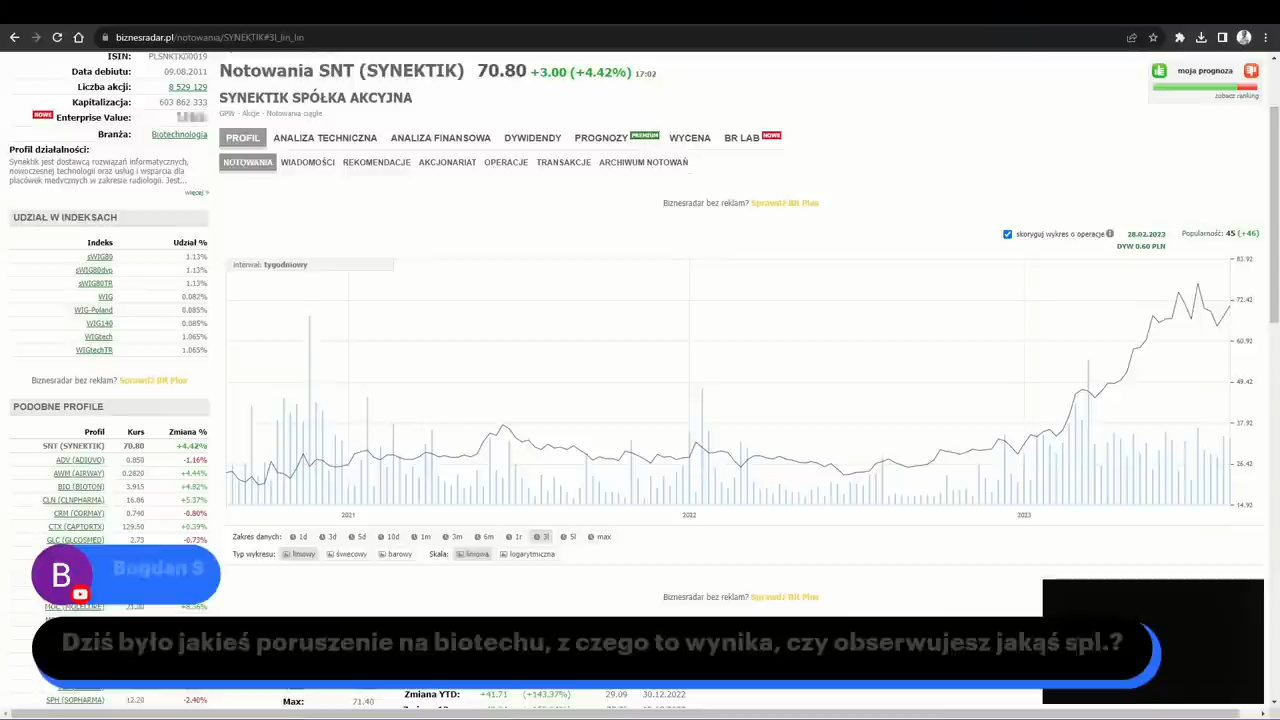 biznesradar.pl/notowania/SYNEKTIK#3l_lin_lin
ISIN: PLSNKTK00019
Data debiutu: 09.08.2011
Liczba akcji: 8 529 129
Kapitalizacja: 603 862 333
NOWE Enterprise Value:
Branża: Biotechnologia
Profil działalności:
Synektik jest dostawcą rozwiązań informatycznych,
nowoczesnej technologii oraz usług i wsparcia dla
placówek medycznych w zakresie radiologii. Jest...
więcej »
UDZIAŁ W INDEKSACH
Indeks Udział %
sWIG80 1.13%
sWIG80dvp 1.13%
sWIG80TR 1.13%
WIG 0.082%
WIG-Poland 0.085%
WIG140 0.085%
WIGtech 1.065%
WIGtechTR 1.065%
Biznesradar bez reklam? Sprawdź BR Plus
PODOBNE PROFILE
Profil Kurs Zmiana %
SNT (SYNEKTIK) 70.80 +4.42%
ADV (ADIUVO) 0.850 -1.16%
AWM (AIRWAY) 0.2820 +4.44%
BIO (BIOTON) 3.915 +4.82%
CLN (CLNPHARMA) 16.86 +5.37%
CRM (CORMAY) 0.740 -0.80%
CTX (CAPTORTX) 129.50 +0.39%
GLC (GLCOSMED) 2.73 -0.73%
MOC (MOLECURE) +8.36%
SPH (SOPHARMA) 12.20 -2.40%
Notowania SNT (SYNEKTIK) 70.80 +3.00 (+4.42%) 17:02
SYNEKTIK SPÓŁKA AKCYJNA
GPW - Akcje - Notowania ciągłe
moja prognoza
zobacz ranking
PROFIL ANALIZA TECHNICZNA ANALIZA FINANSOWA DYWIDENDY PROGNOZY PREMIUM WYCENA BR LAB NOWE
NOTOWANIA WIADOMOŚCI REKOMENDACJE AKCJONARIAT OPERACJE TRANSAKCJE ARCHIWUM NOTOWAŃ
Biznesradar bez reklam? Sprawdź BR Plus
skoryguj wykres o operacje 28.02.2023 Popularność: 45 (+46)
DYW 0.60 PLN
interwał: tygodniowy
83.92
72.42
60.92
49.42
37.92
26.42
14.92
2021 2022 2023
Zakres danych: 1d 3d 5d 10d 1m 3m 6m 1r 3l 5l max
Typ wykresu: liniowy świecowy barowy Skala: liniowa logarytmiczna
Biznesradar bez reklam? Sprawdź BR Plus
B
Bogdan S
Dziś było jakieś poruszenie na biotechu, z czego to wynika, czy obserwujesz jakąś spl.?
Max: 71.40
Zmiana YTD: +41.71 (+143.37%) 29.09 30.12.2022